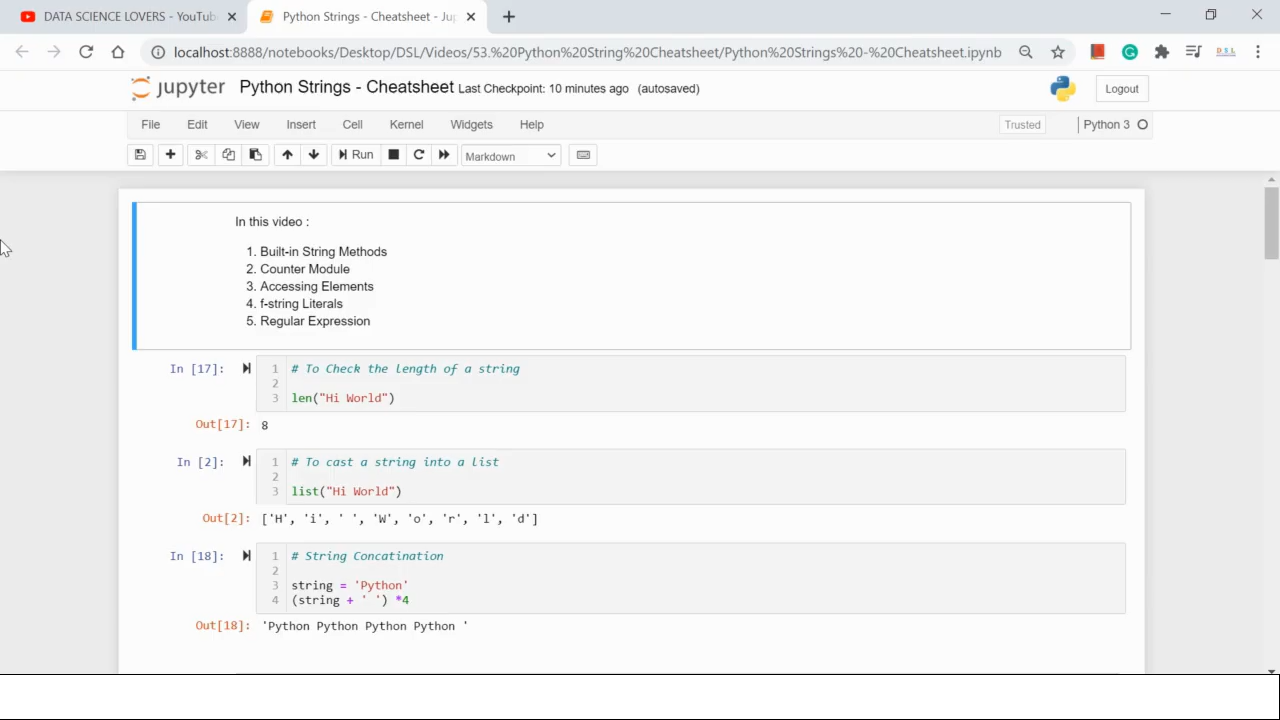 DATA SCIENCE LOVERS - YouTub
Python Strings - Cheatsheet - Jup
localhost:8888/notebooks/Desktop/DSL/Videos/53.%20Python%20String%20Cheatsheet/Python%20Strings%20-%20Cheatsheet.ipynb
DSL
jupyter Python Strings - Cheatsheet Last Checkpoint: 10 minutes ago (autosaved)
Logout
File Edit View Insert Cell Kernel Widgets Help
Trusted
Python 3
Run
Markdown
In this video :
1. Built-in String Methods
2. Counter Module
3. Accessing Elements
4. f-string Literals
5. Regular Expression
In [17]:
1 # To Check the length of a string
2
3 len("Hi World")
Out[17]: 8
In [2]:
1 # To cast a string into a list
2
3 list("Hi World")
Out[2]: ['H', 'i', ' ', 'W', 'o', 'r', 'l', 'd']
In [18]:
1 # String Concatination
2
3 string = 'Python'
4 (string + ' ') *4
Out[18]: 'Python Python Python Python '